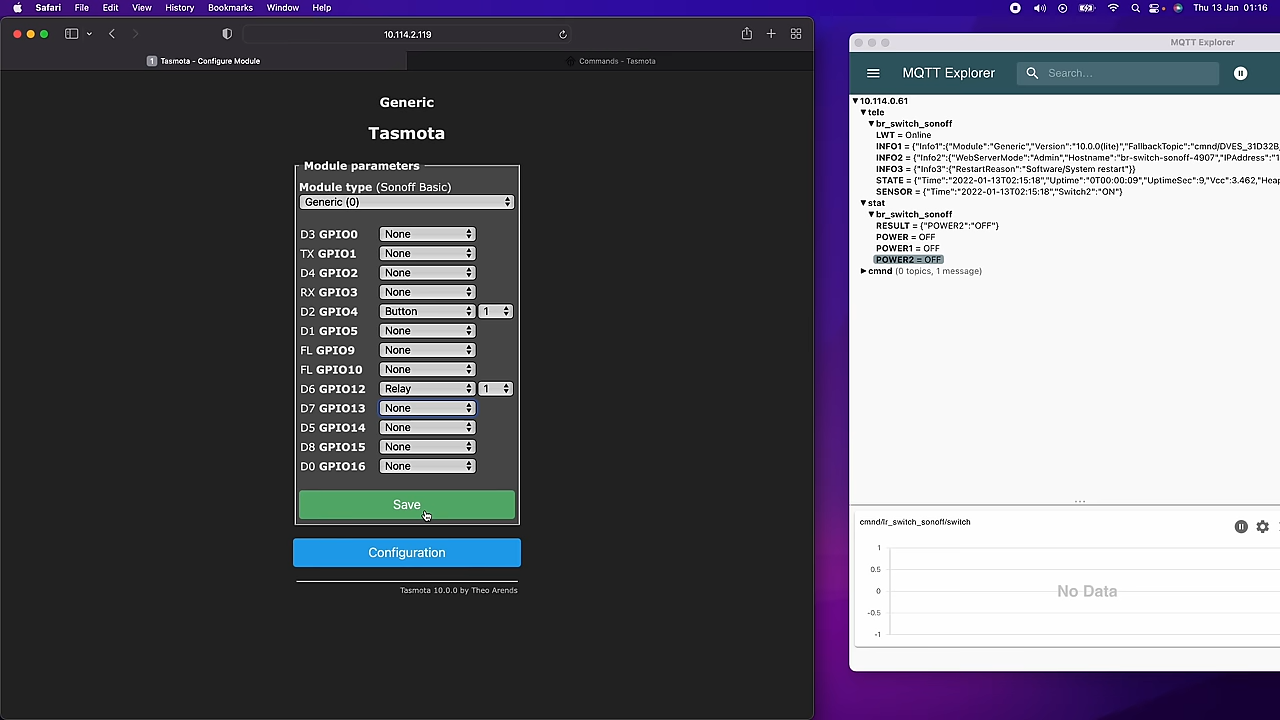 Safari File Edit View History Bookmarks Window Help
Thu 13 Jan 01:16
10.114.2.119
1 Tasmota - Configure Module
Commands - Tasmota
Generic
Tasmota
Module parameters
Module type (Sonoff Basic)
Generic (0)
D3 GPIO0 None
TX GPIO1 None
D4 GPIO2 None
RX GPIO3 None
D2 GPIO4 Button 1
D1 GPIO5 None
FL GPIO9 None
FL GPIO10 None
D6 GPIO12 Relay 1
D7 GPIO13 None
D5 GPIO14 None
D8 GPIO15 None
D0 GPIO16 None
Save
Configuration
Tasmota 10.0.0 by Theo Arends
MQTT Explorer
MQTT Explorer
Search...
10.114.0.61
tele
br_switch_sonoff
LWT = Online
INFO1 = {"Info1":{"Module":"Generic","Version":"10.0.0(lite)","FallbackTopic":"cmnd/DVES_31D32B
INFO2 = {"Info2":{"WebServerMode":"Admin","Hostname":"br-switch-sonoff-4907","IPAddress":"1
INFO3 = {"Info3":{"RestartReason":"Software/System restart"}}
STATE = {"Time":"2022-01-13T02:15:18","Uptime":"0T00:00:09","UptimeSec":9,"Vcc":3.462,"Heap
SENSOR = {"Time":"2022-01-13T02:15:18","Switch2":"ON"}
stat
br_switch_sonoff
RESULT = {"POWER2":"OFF"}
POWER = OFF
POWER1 = OFF
POWER2 = OFF
cmnd (0 topics, 1 message)
...
cmnd/lr_switch_sonoff/switch
1
0.5
0
-0.5
-1
No Data